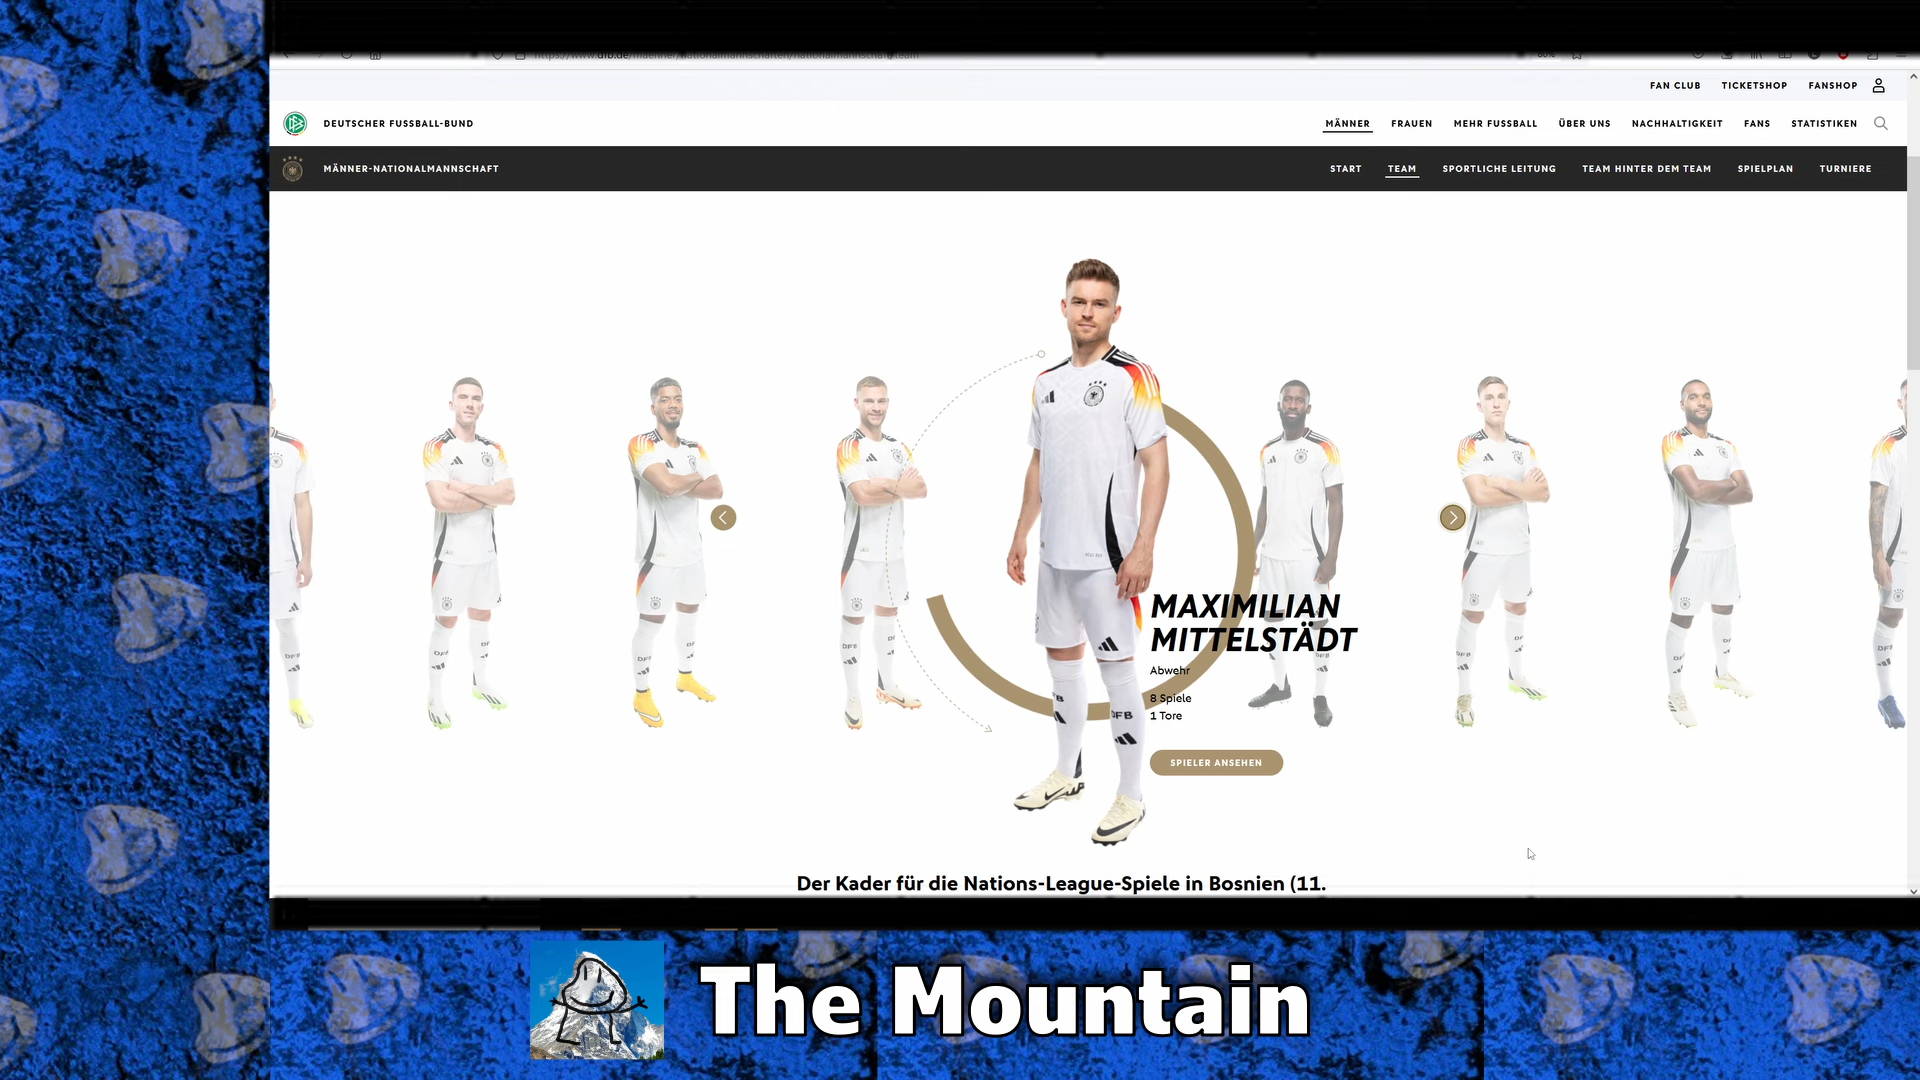 FAN CLUB TICKETSHOP FANSHOP
DEUTSCHER FUSSBALL-BUND
MÄNNER FRAUEN MEHR FUSSBALL ÜBER UNS NACHHALTIGKEIT FANS STATISTIKEN
MÄNNER-NATIONALMANNSCHAFT
START TEAM SPORTLICHE LEITUNG TEAM HINTER DEM TEAM SPIELPLAN TURNIERE
MAXIMILIAN
MITTELSTÄDT
Abwehr
8 Spiele
1 Tore
SPIELER ANSEHEN
Der Kader für die Nations-League-Spiele in Bosnien (11.
The Mountain